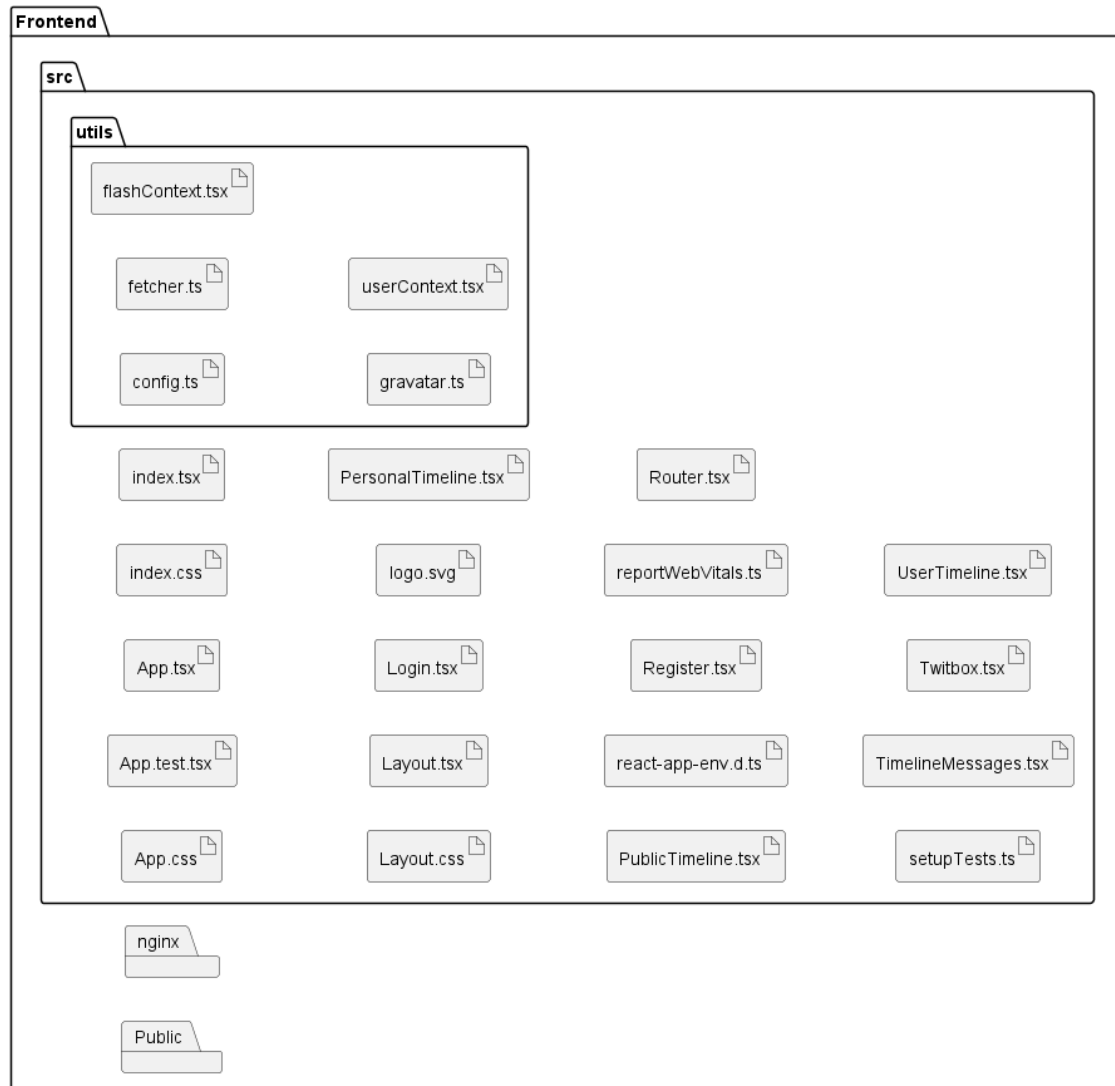 Frontend
src
utils
flashContext.tsx
fetcher.ts
userContext.tsx
config.ts
gravatar.ts
index.tsx
PersonalTimeline.tsx
Router.tsx
index.css
logo.svg
reportWebVitals.ts
UserTimeline.tsx
App.tsx
Login.tsx
Register.tsx
Twitbox.tsx
App.test.tsx
Layout.tsx
react-app-env.d.ts
TimelineMessages.tsx
App.css
Layout.css
PublicTimeline.tsx
setupTests.ts
nginx
Public